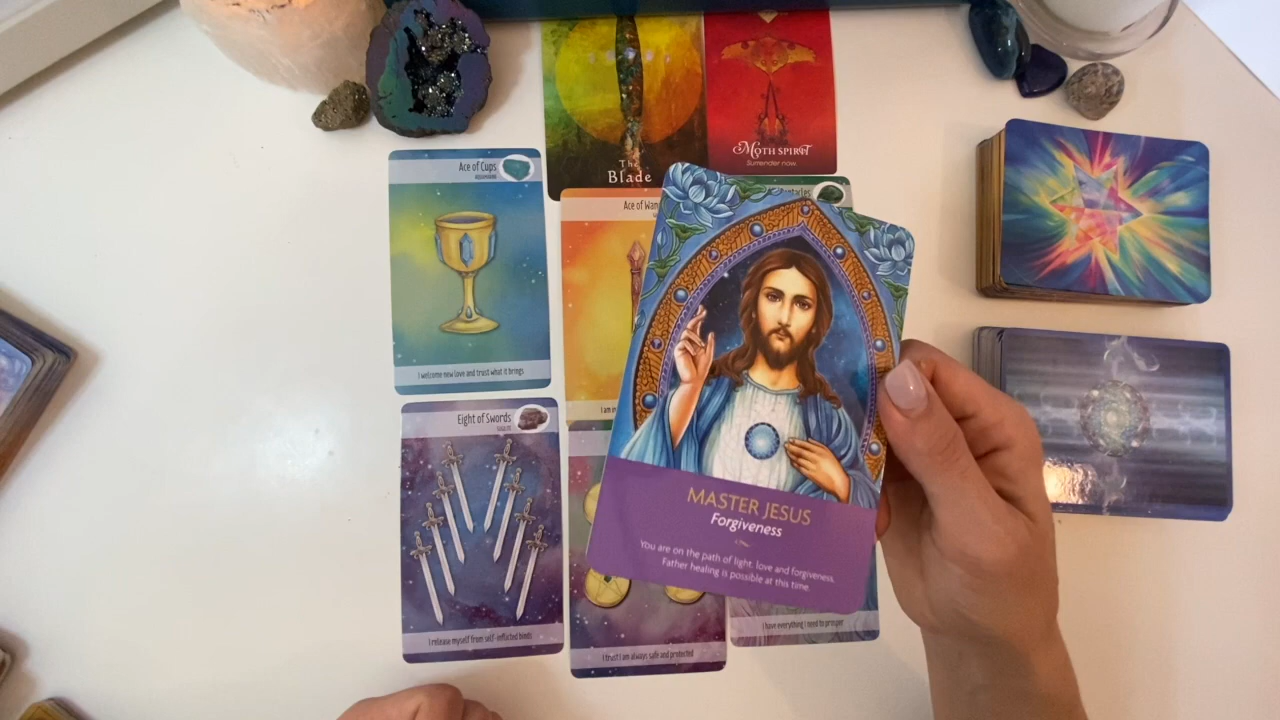 The
Blade
MOTH SPIRIT
Surrender now
Ace of Cups
AQUAMARINE
I welcome new love and trust what it brings
Ace of Wan
I am o
Eight of Swords
I release myself from self-inflicted binds
I trust I am always safe and protected
I have everything I need to prosper
MASTER JESUS
Forgiveness
You are on the path of light, love and forgiveness.
Father healing is possible at this time.